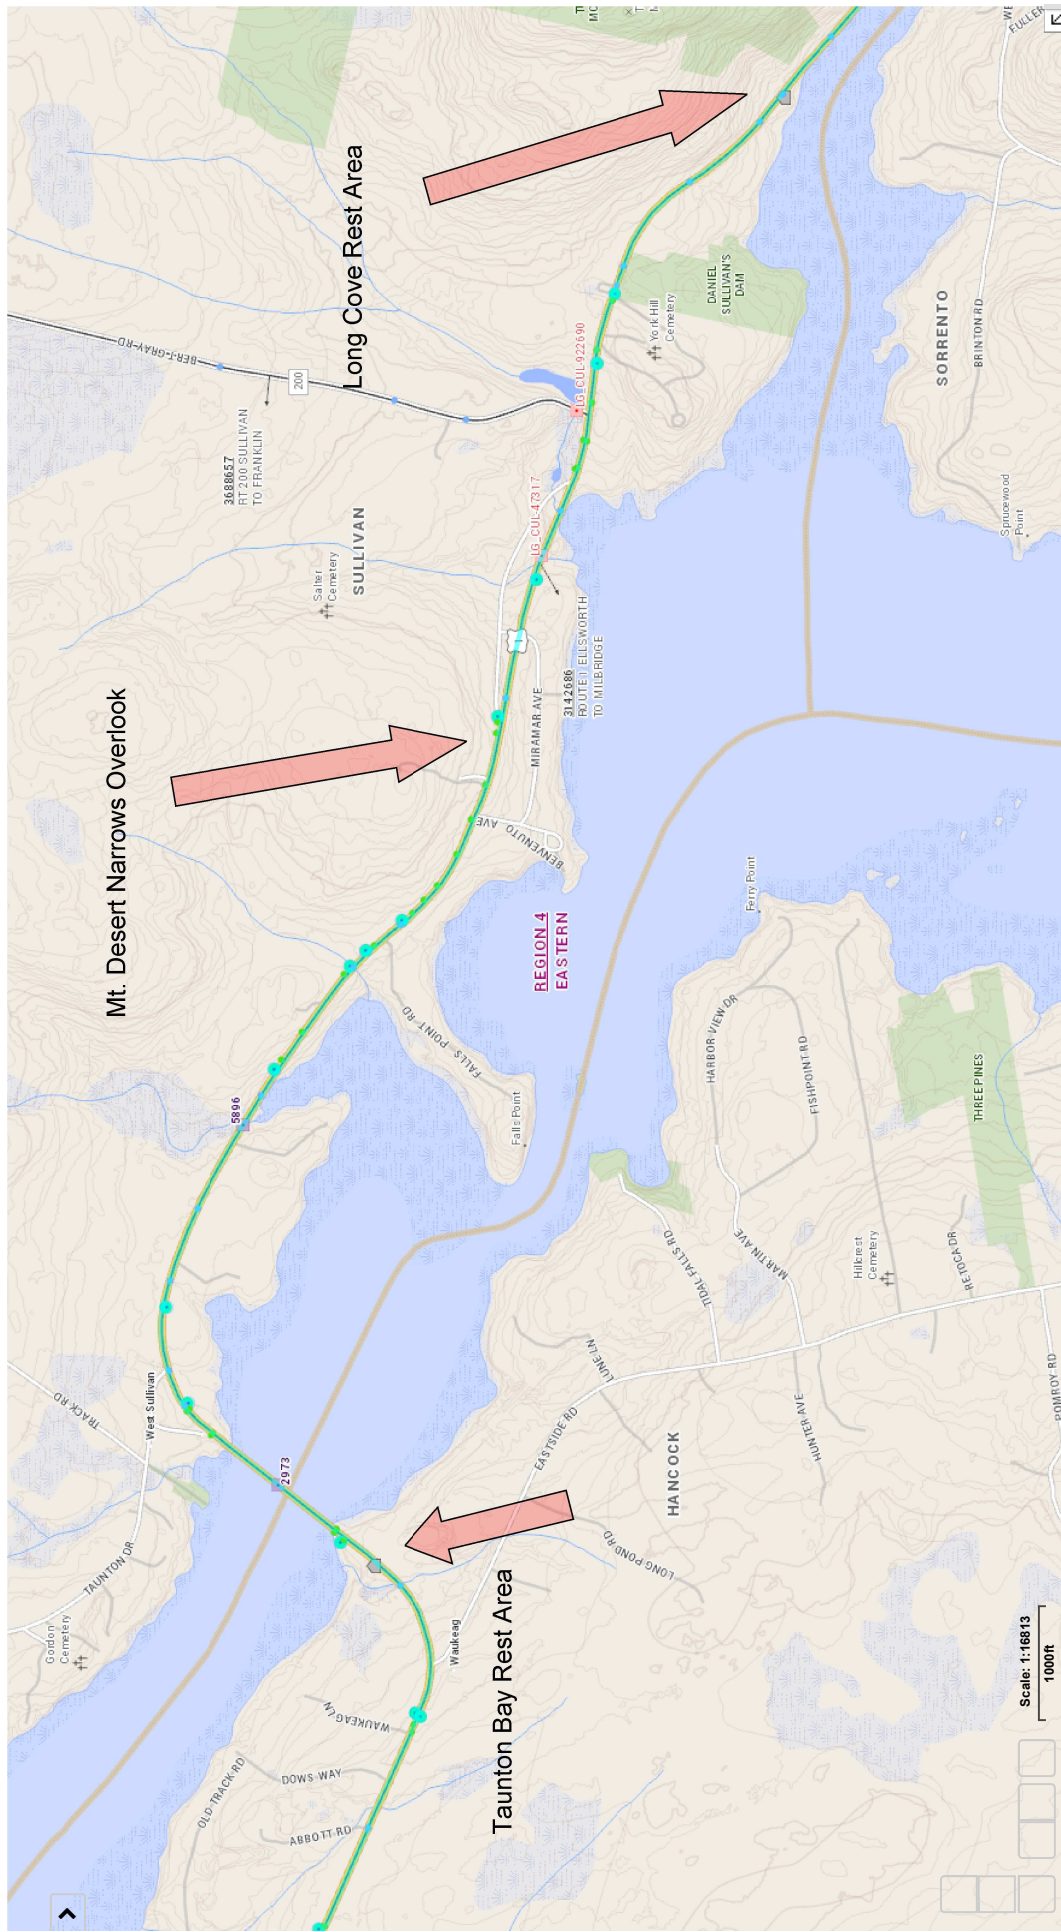 Long Cove Rest Area
Mt. Desert Narrows Overlook
Taunton Bay Rest Area
FULLER
BERT-GRAY-RD
200
3688657
RT 200 SULLIVAN
TO FRANKLIN
SULLIVAN
Salter
Cemetery
LG_CUL-922690
LG_CUL-47317
York Hill
Cemetery
DANIEL
SULLIVAN'S
DAM
SORRENTO
BRINTON RD
Sprucewood
Point
1
3142686
ROUTE 1 ELLSWORTH
TO MILBRIDGE
MIRAMAR AVE
BENVENUTO AVE
REGION 4
EASTERN
Ferry Point
FALLS POINT RD
Falls Point
5896
HARBOR VIEW DR
FISHPOINT RD
THREE PINES
TIDAL FALLS RD
MARTIN AVE
Hillcrest
Cemetery
RETOCA DR
POMROY RD
LUNE LN
EASTSIDE RD
HUNTER AVE
HANCOCK
LONG POND RD
TRACK RD
West Sullivan
2973
TAUNTON DR
Gordon
Cemetery
Waukeag
WAUKEAG LN
OLD TRACK RD
DOWS WAY
ABBOTT RD
Scale: 1:16813
1000ft